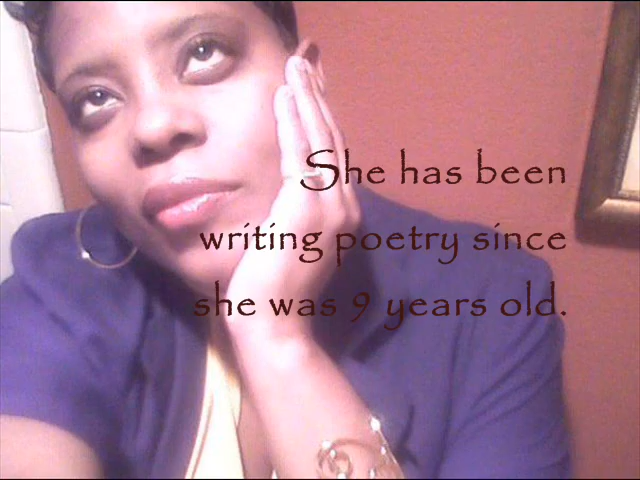 She has been
writing poetry since
she was 9 years old.